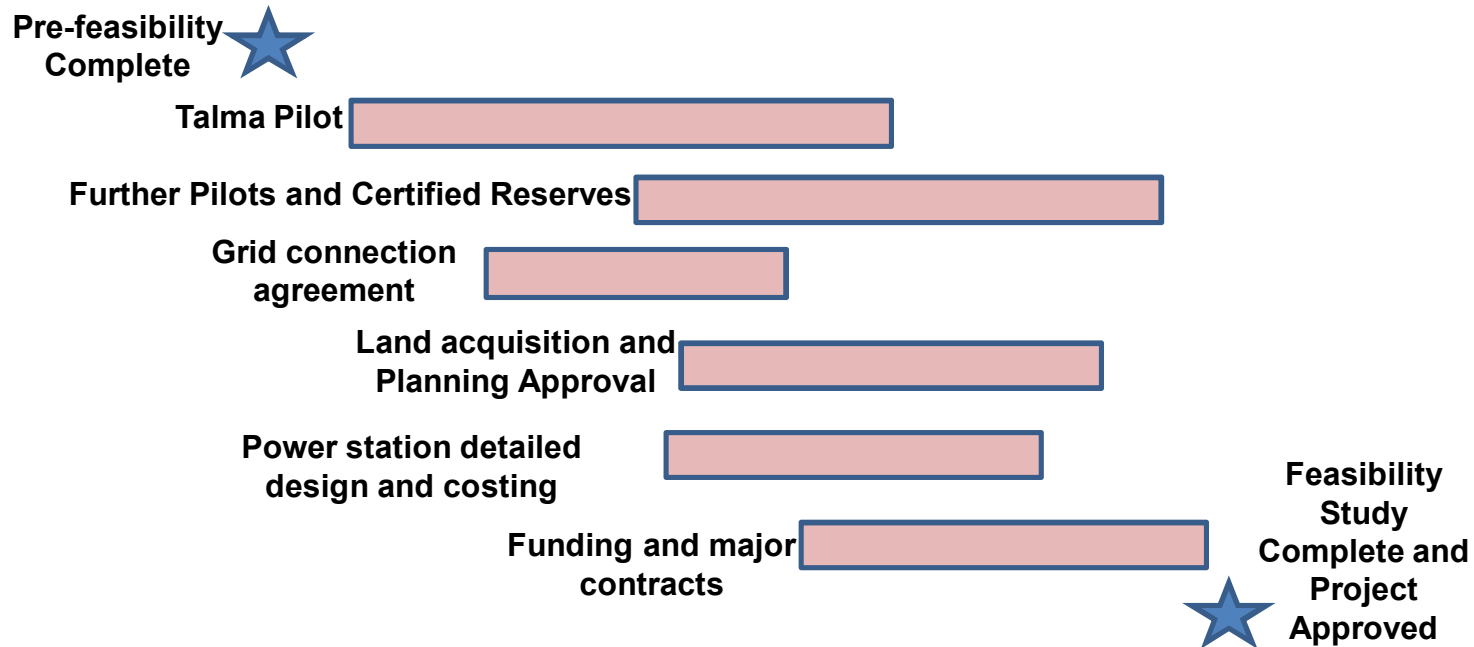 Pre-feasibility
Complete
Talma Pilot
Further Pilots and Certified Reserves
Grid connection
agreement
Land acquisition and
Planning Approval
Power station detailed
design and costing
Funding and major
contracts
Feasibility
Study
Complete and
Project
Approved